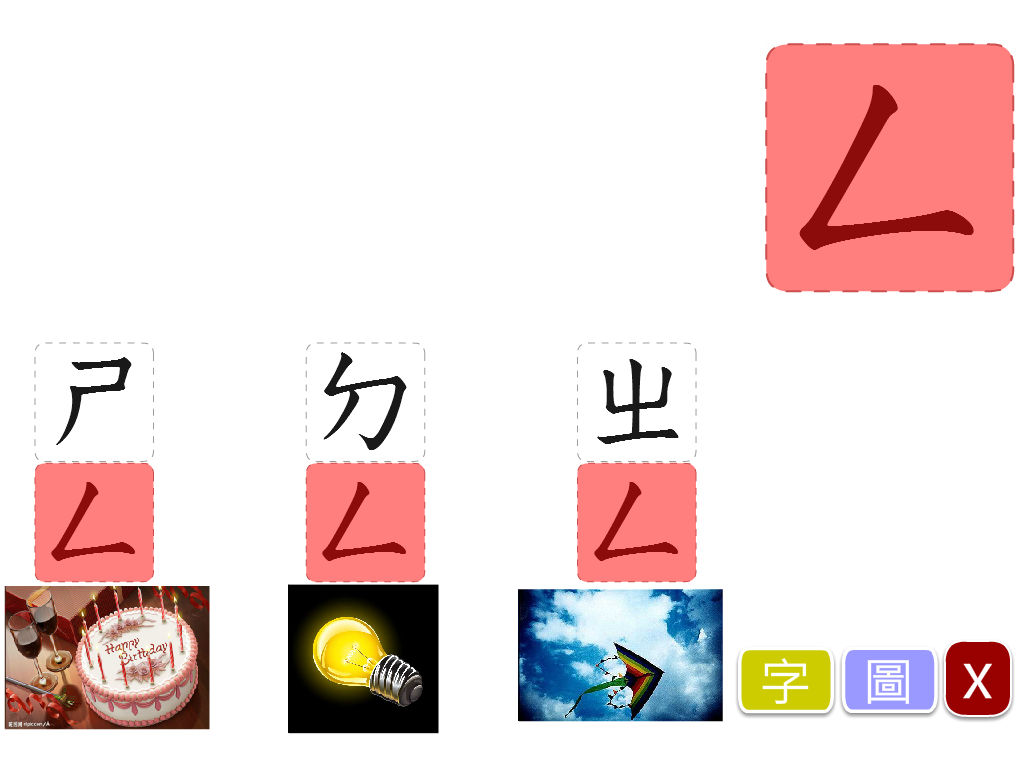 ㄥ
ㄕ ㄉ ㄓ
ㄥ ㄥ ㄥ
Happy
Birthday
字 圖 X